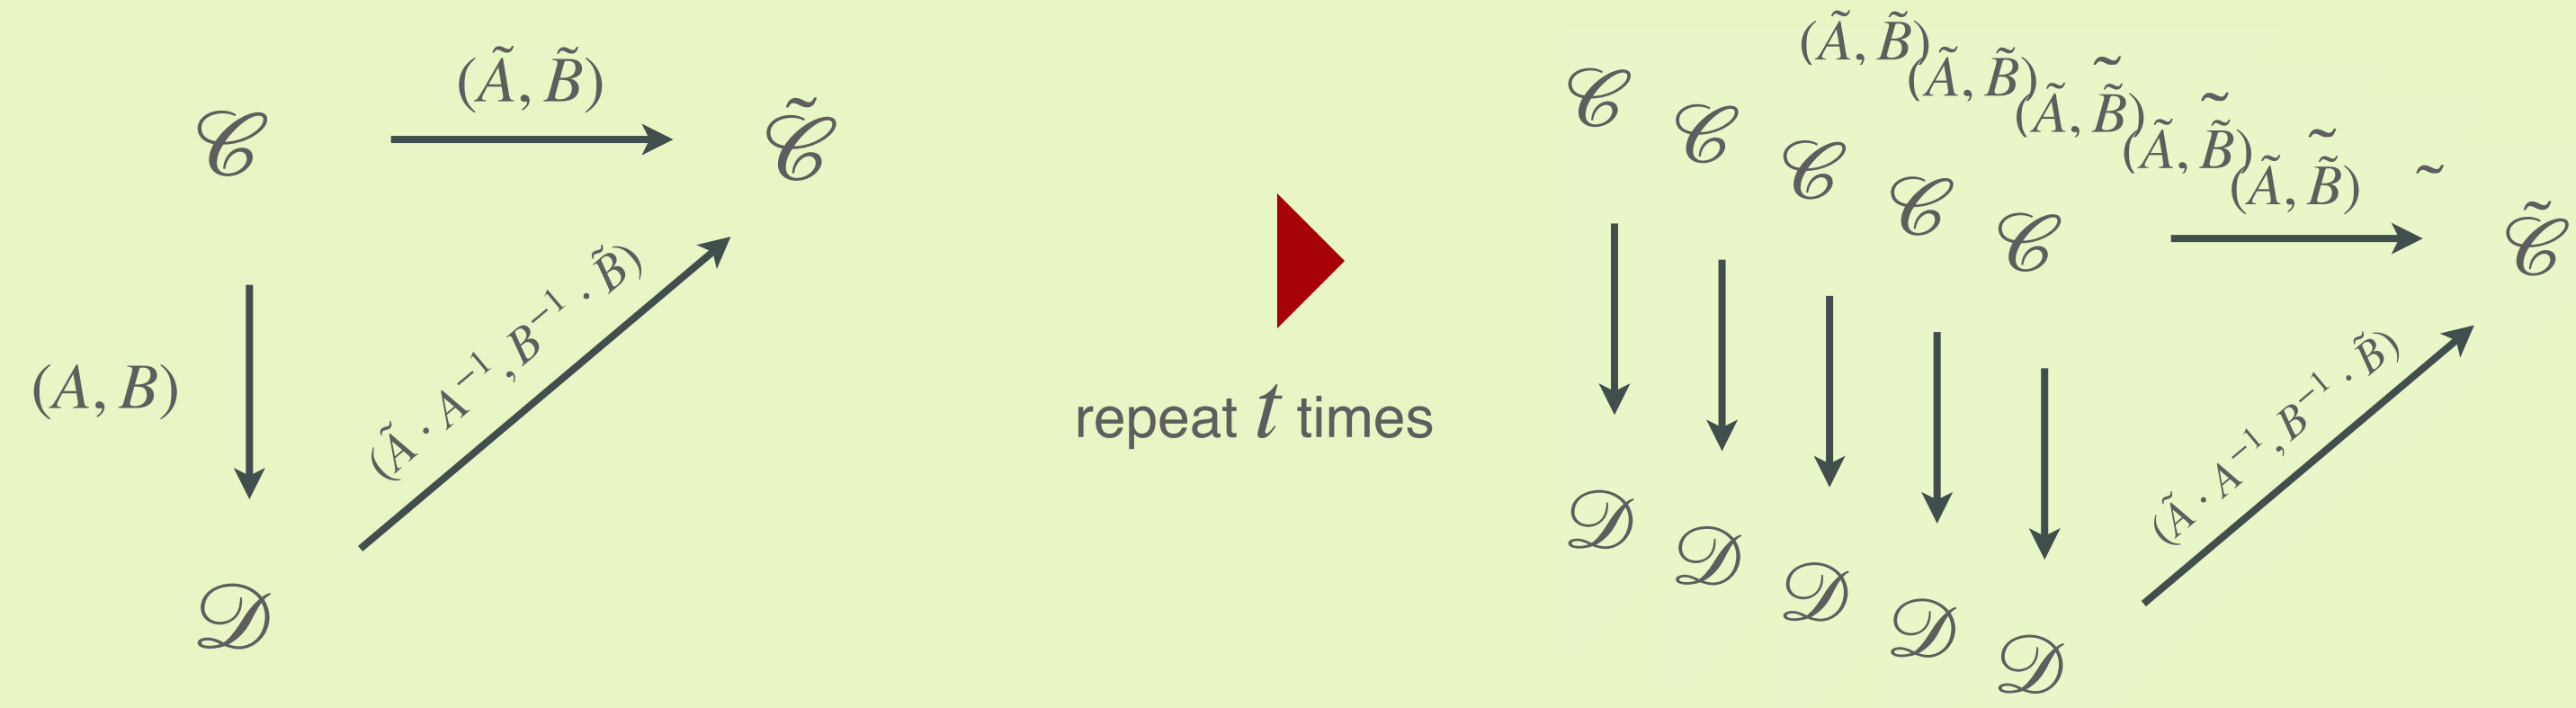 (Ã, B̃)
𝒞
𝒞̃
(A, B)
(Ã · A⁻¹, B⁻¹ · B̃)
𝒟
repeat t times
(Ã, B̃)
(Ã, B̃)
(Ã, B̃)
(Ã, B̃)
(Ã, B̃)
𝒞
𝒞
𝒞
𝒞
𝒞
𝒞̃
(Ã · A⁻¹, B⁻¹ · B̃)
𝒟
𝒟
𝒟
𝒟
𝒟